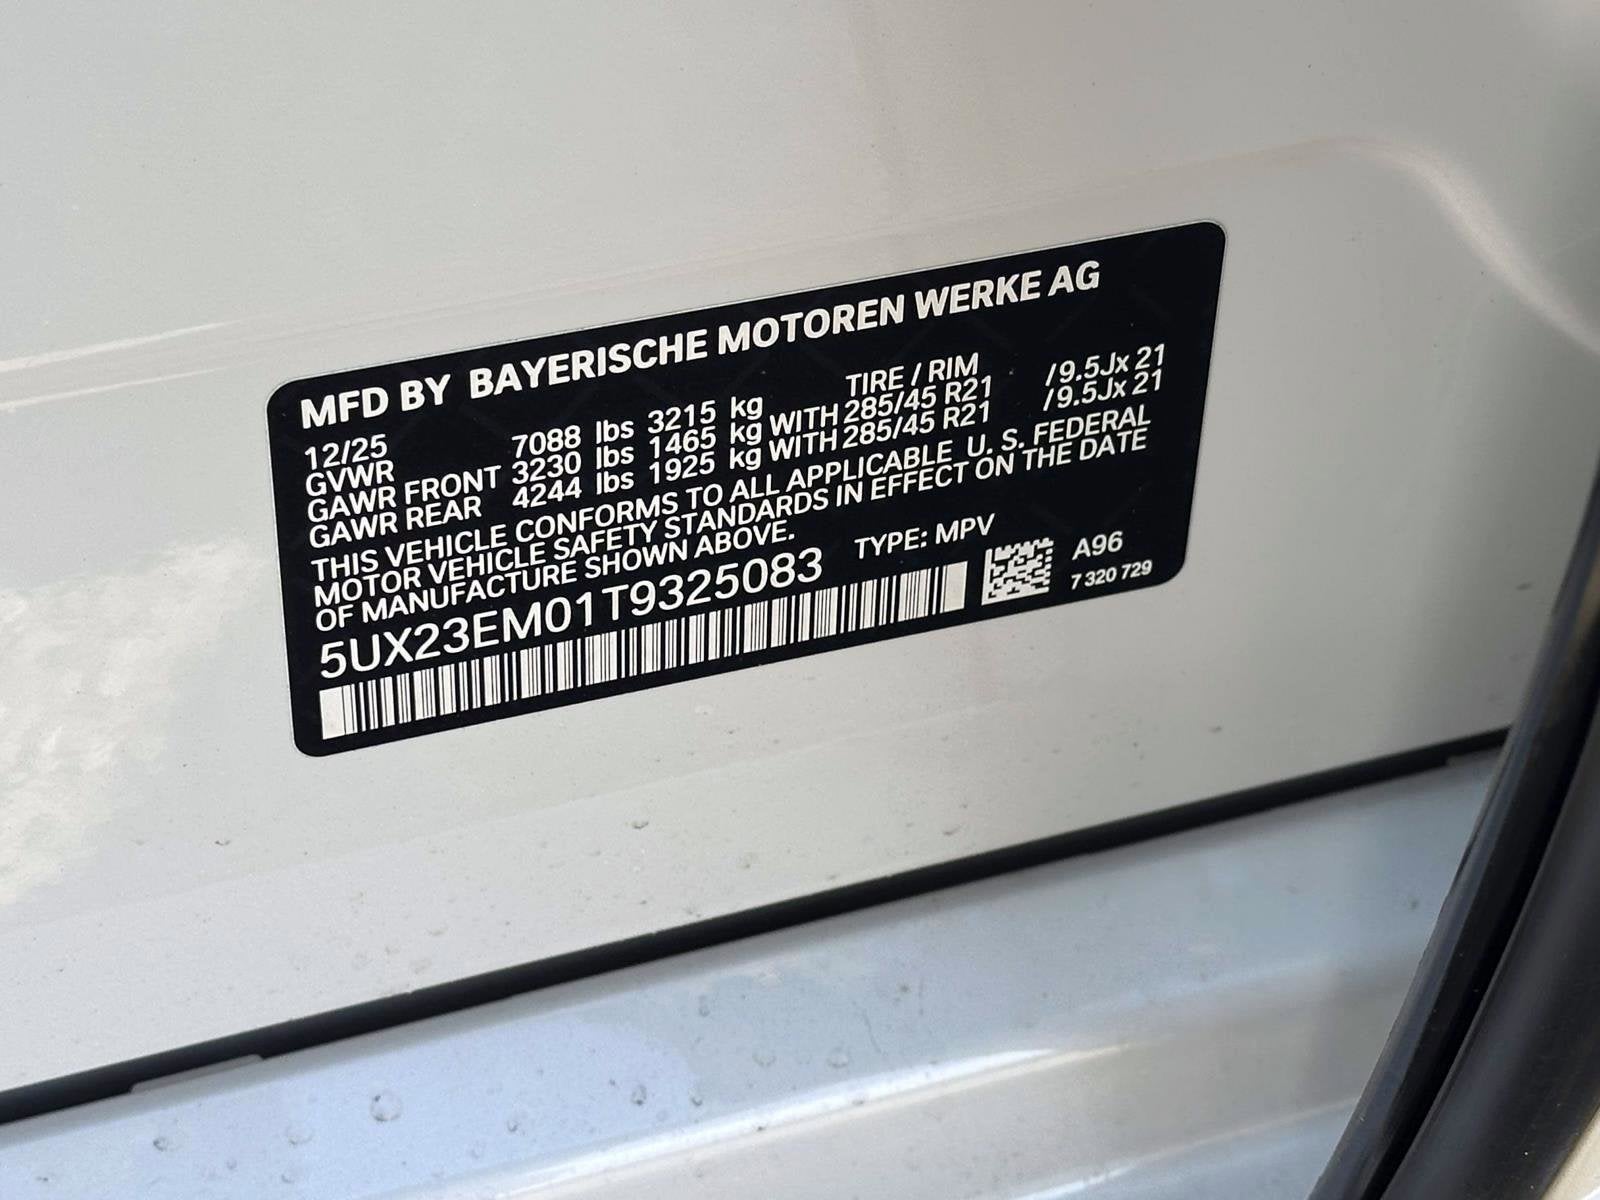 MFD BY BAYERISCHE MOTOREN WERKE AG
12/25 TIRE / RIM
GVWR 7088 lbs 3215 kg
GAWR FRONT 3230 lbs 1465 kg WITH 285/45 R21 /9.5Jx 21
GAWR REAR 4244 lbs 1925 kg WITH 285/45 R21 /9.5Jx 21
THIS VEHICLE CONFORMS TO ALL APPLICABLE U. S. FEDERAL
MOTOR VEHICLE SAFETY STANDARDS IN EFFECT ON THE DATE
OF MANUFACTURE SHOWN ABOVE.
5UX23EM01T9325083 TYPE: MPV
A96
7 320 729